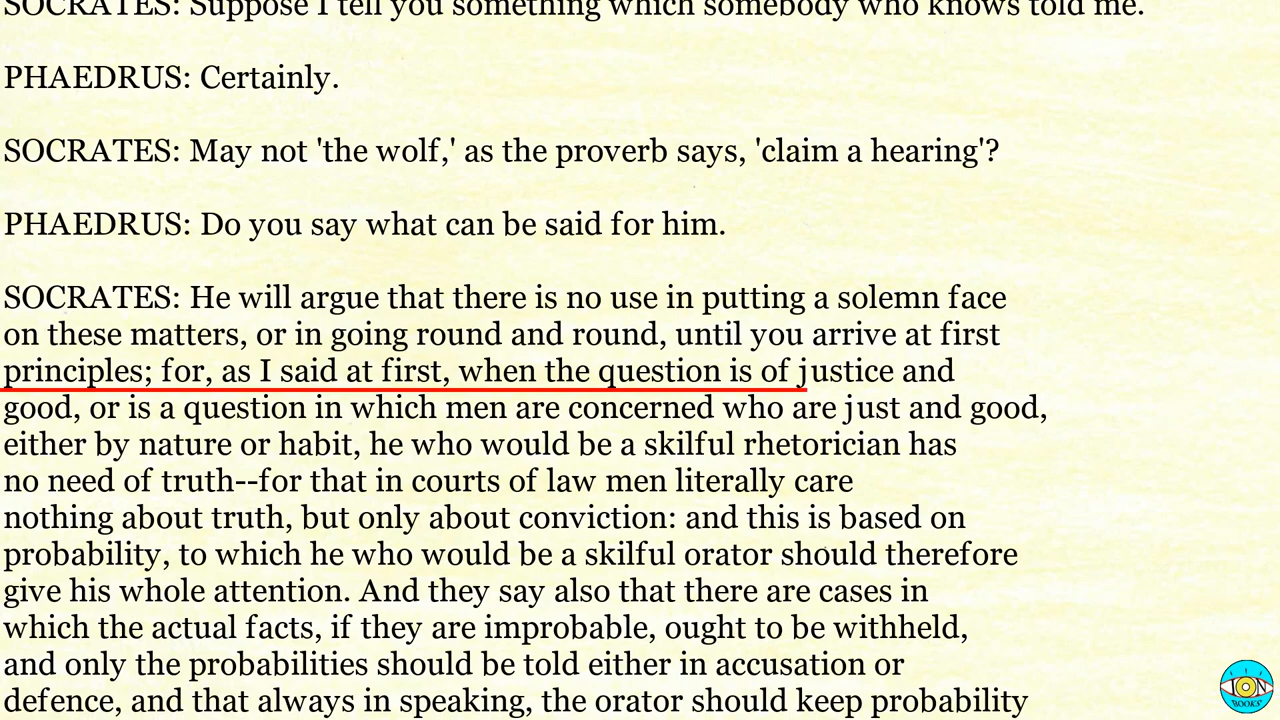 SOCRATES: Suppose I tell you something which somebody who knows told me.
PHAEDRUS: Certainly.
SOCRATES: May not 'the wolf,' as the proverb says, 'claim a hearing'?
PHAEDRUS: Do you say what can be said for him.
SOCRATES: He will argue that there is no use in putting a solemn face
on these matters, or in going round and round, until you arrive at first
principles; for, as I said at first, when the question is of justice and
good, or is a question in which men are concerned who are just and good,
either by nature or habit, he who would be a skilful rhetorician has
no need of truth--for that in courts of law men literally care
nothing about truth, but only about conviction: and this is based on
probability, to which he who would be a skilful orator should therefore
give his whole attention. And they say also that there are cases in
which the actual facts, if they are improbable, ought to be withheld,
and only the probabilities should be told either in accusation or
defence, and that always in speaking, the orator should keep probability
ION
BOOKS